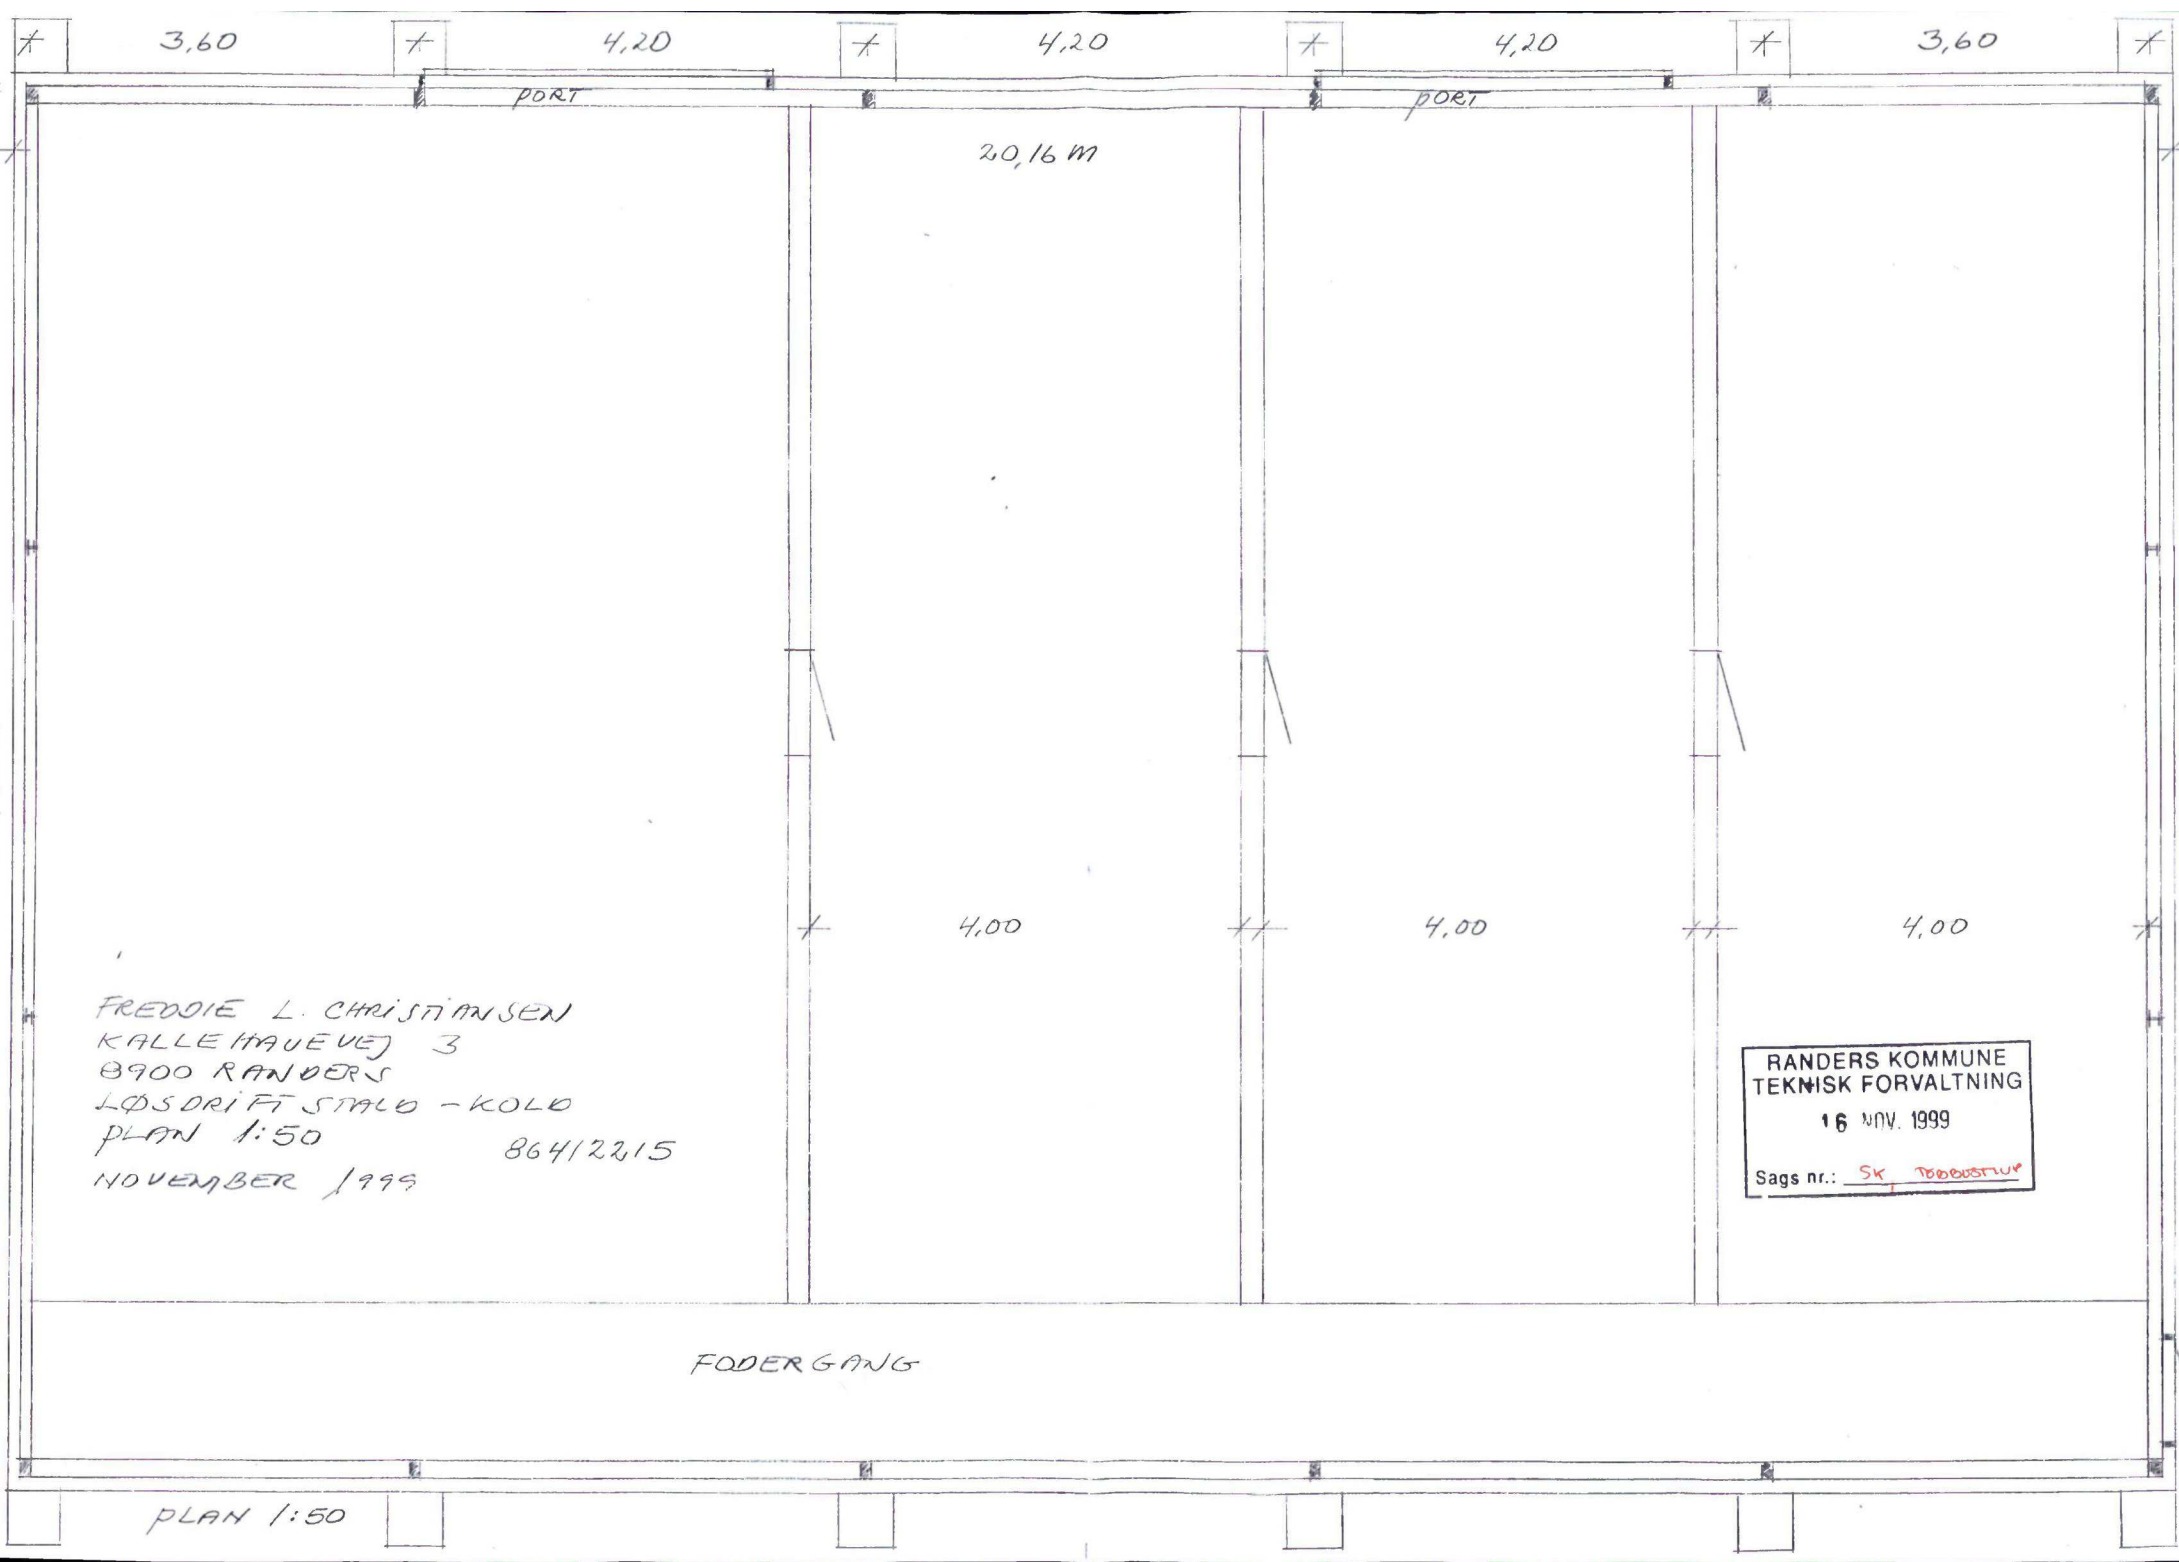 3,60 4,20 4,20 4,20 3,60
PORT PORT
20,16 M
4,00 4,00 4,00
FREDDIE L. CHRISTIANSEN
KALLEHAVEVEJ 3
8900 RANDERS
LØSDRIFTSTALD - KOLD
PLAN 1:50
86412215
NOVEMBER 1999
RANDERS KOMMUNE
TEKNISK FORVALTNING
16 NOV. 1999
Sags nr.: SK
FODERGANG
PLAN 1:50